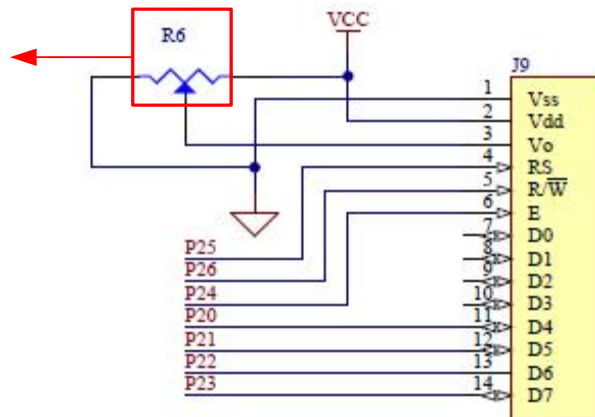 R6
VCC
J9
1 Vss
2 Vdd
3 Vo
4 RS
5 R/W̅
6 E
7 D0
8 D1
9 D2
10 D3
P25
P26
P24
P20 11 D4
P21 12 D5
P22 13 D6
P23 14 D7